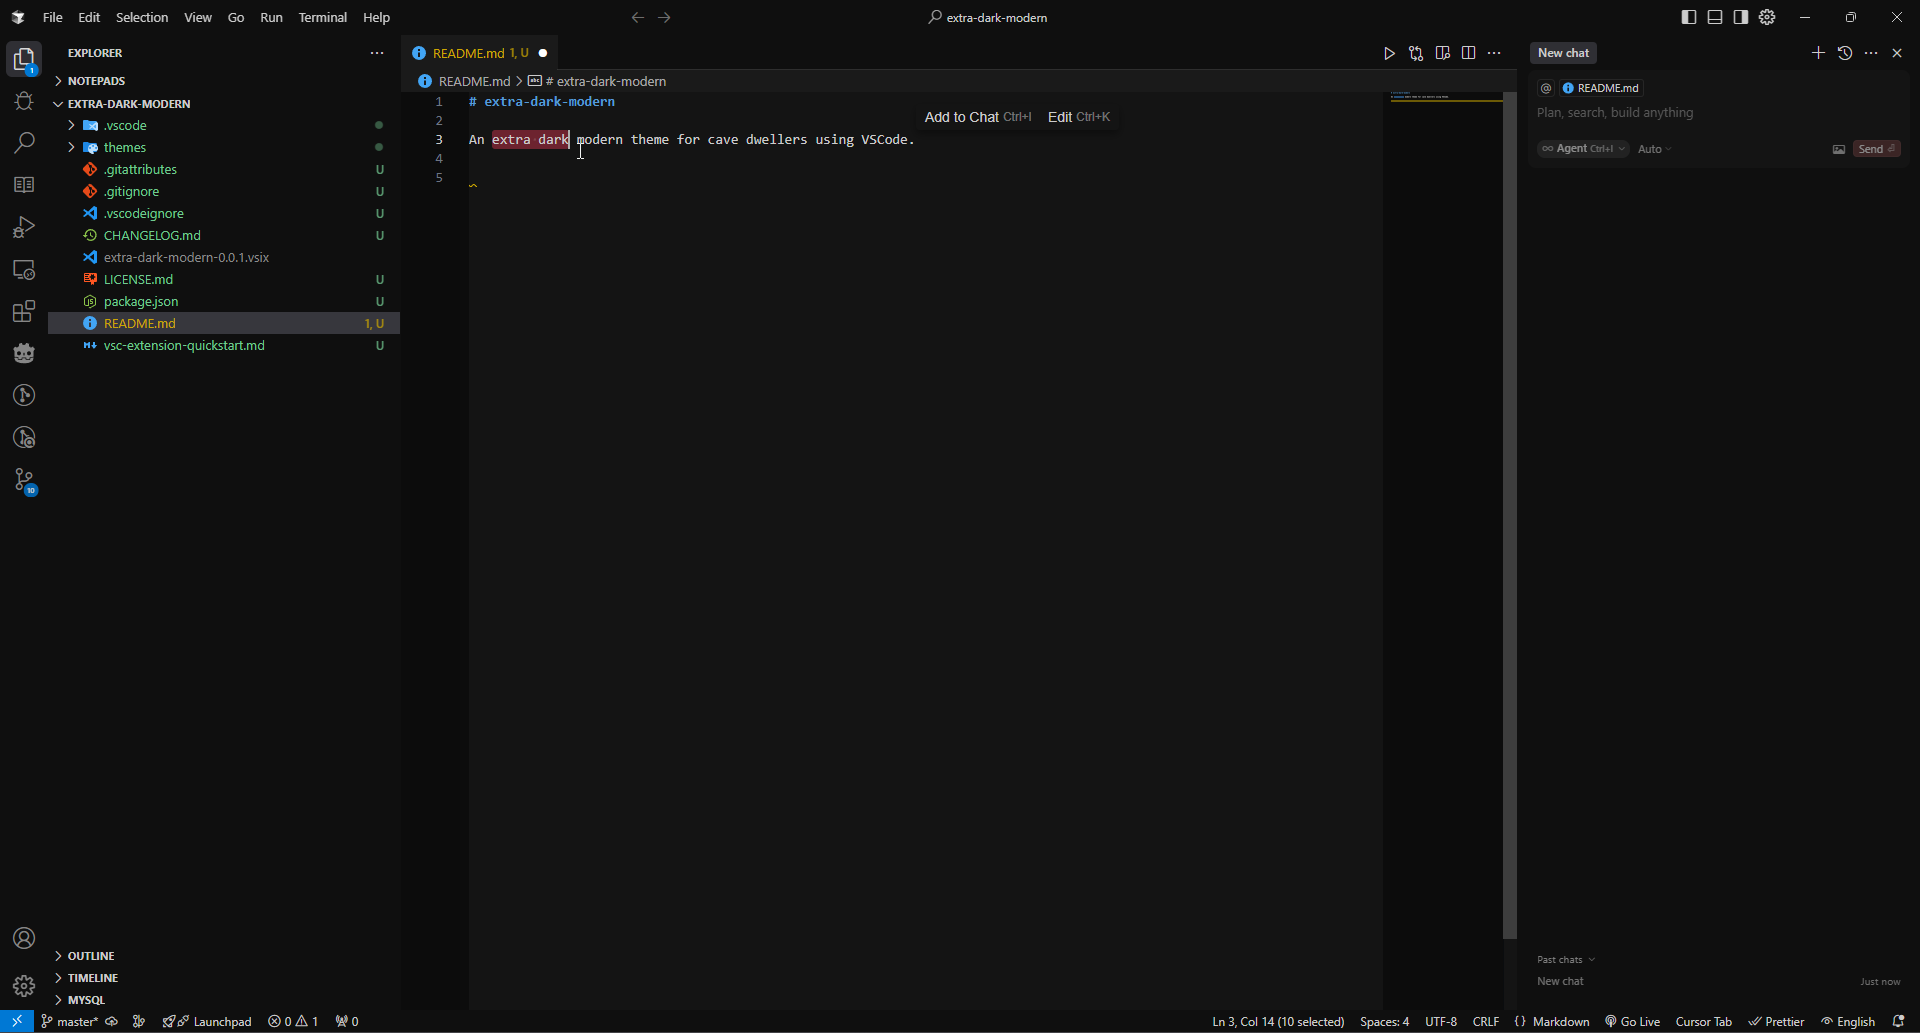 File Edit Selection View Go Run Terminal Help
extra-dark-modern
EXPLORER
NOTEPADS
EXTRA-DARK-MODERN
.vscode
themes
.gitattributes U
.gitignore U
.vscodeignore U
CHANGELOG.md U
extra-dark-modern-0.0.1.vsix
LICENSE.md U
package.json U
README.md 1, U
vsc-extension-quickstart.md U
OUTLINE
TIMELINE
MYSQL
1
10
README.md 1, U
README.md > # extra-dark-modern
1 # extra-dark-modern
2
3 An extra dark modern theme for cave dwellers using VSCode.
4
5
Add to Chat Ctrl+I Edit Ctrl+K
New chat
@ README.md
Plan, search, build anything
Agent Ctrl+I Auto
Send
Past chats
New chat Just now
master* Launchpad 0 1 0
Ln 3, Col 14 (10 selected) Spaces: 4 UTF-8 CRLF {} Markdown Go Live Cursor Tab Prettier English